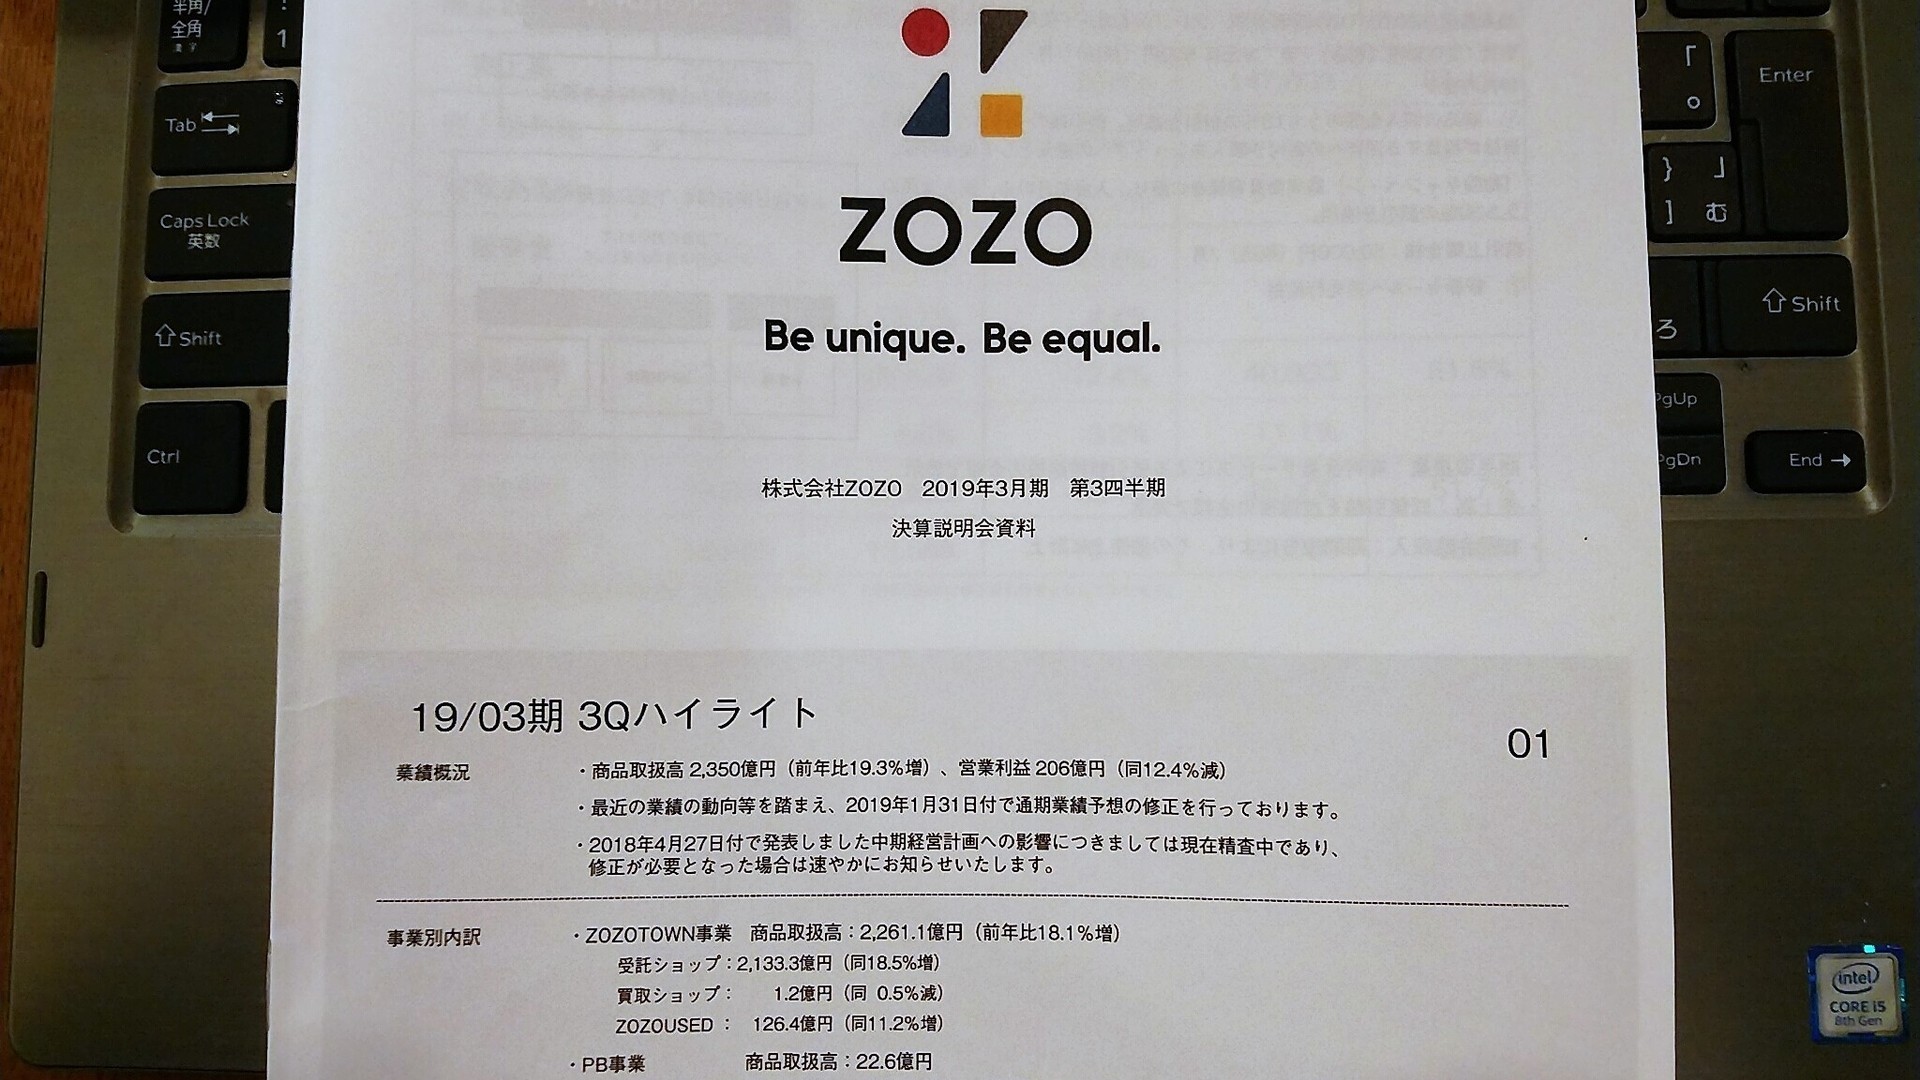 半角/
全角
漢字
!
1
Tab
Caps Lock
英数
Shift
Ctrl
「
。
Enter
} 」
] む
ろ
Shift
PgUp
PgDn
End →
ZOZO
Be unique. Be equal.
株式会社ZOZO 2019年3月期 第3四半期
決算説明会資料
19/03期 3Qハイライト
01
業績概況
・商品取扱高 2,350億円（前年比19.3%増）、営業利益 206億円（同12.4%減）
・最近の業績の動向等を踏まえ、2019年1月31日付で通期業績予想の修正を行っております。
・2018年4月27日付で発表しました中期経営計画への影響につきましては現在精査中であり、
修正が必要となった場合は速やかにお知らせいたします。
事業別内訳
・ZOZOTOWN事業 商品取扱高：2,261.1億円（前年比18.1%増）
受託ショップ：2,133.3億円（同18.5%増）
買取ショップ： 1.2億円（同 0.5%減）
ZOZOUSED： 126.4億円（同11.2%増）
・PB事業 商品取扱高：22.6億円
intel
CORE i5
8th Gen